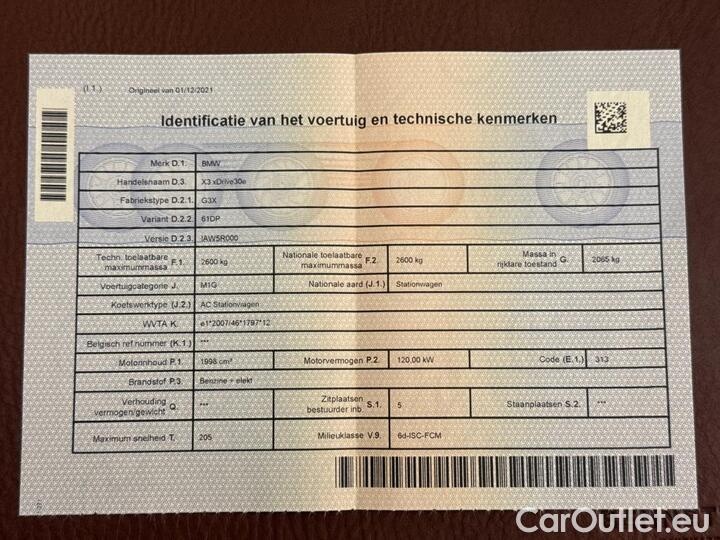 (I.1.) Origineel van 01/12/2021
Identificatie van het voertuig en technische kenmerken
Merk D.1. BMW
Handelsnaam D.3. X3 xDrive30e
Fabriekstype D.2.1. G3X
Variant D.2.2. 61DP
Versie D.2.3. IAW5R000
Techn. toelaatbare maximummassa F.1. 2600 kg Nationale toelaatbare maximummassa F.2. 2600 kg Massa in rijklare toestand G. 2065 kg
Voertuigcategorie J. M1G Nationale aard (J.1.) Stationwagen
Koetswerktype (J.2.) AC Stationwagen
WVTA K. e1*2007/46*1797*12
Belgisch ref nummer (K.1.) ***
Motorinhoud P.1. 1998 cm³ Motorvermogen P.2. 120,00 kW Code (E.1.) 313
Brandstof P.3. Benzine + elekt
Verhouding vermogen/gewicht Q. *** Zitplaatsen bestuurder inb. S.1. 5 Staanplaatsen S.2. ***
Maximum snelheid T. 205 Milieuklasse V.9. 6d-ISC-FCM
CarOutlet.eu